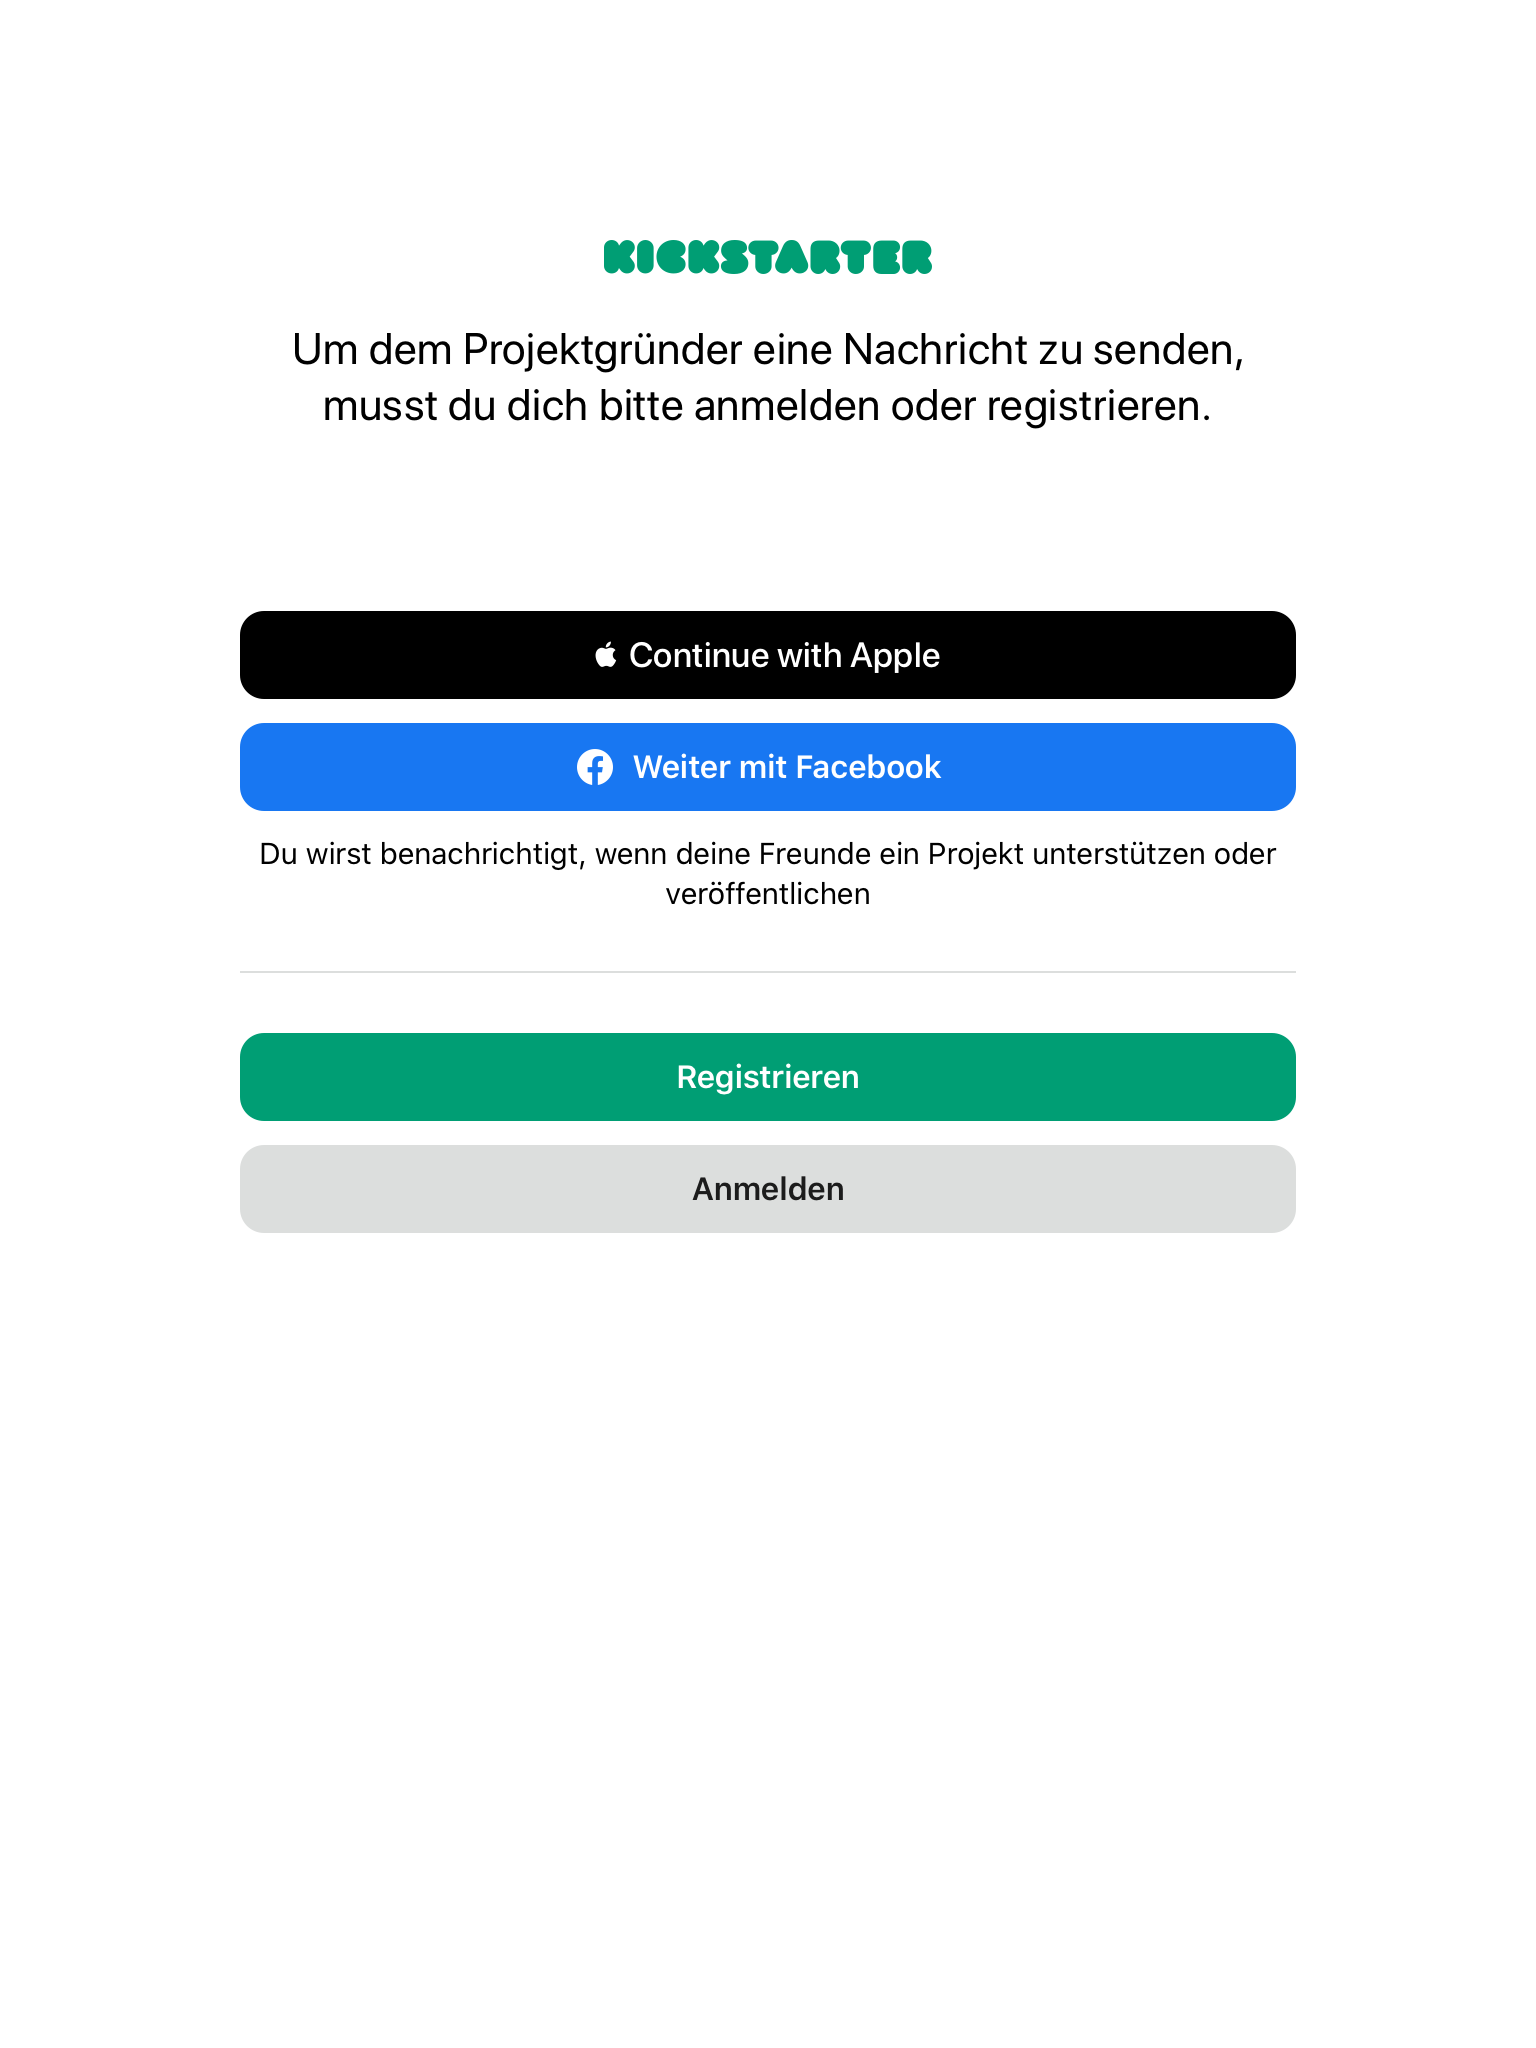 KICKSTARTER
Um dem Projektgründer eine Nachricht zu senden,
musst du dich bitte anmelden oder registrieren.
Continue with Apple
Weiter mit Facebook
Du wirst benachrichtigt, wenn deine Freunde ein Projekt unterstützen oder
veröffentlichen
Registrieren
Anmelden